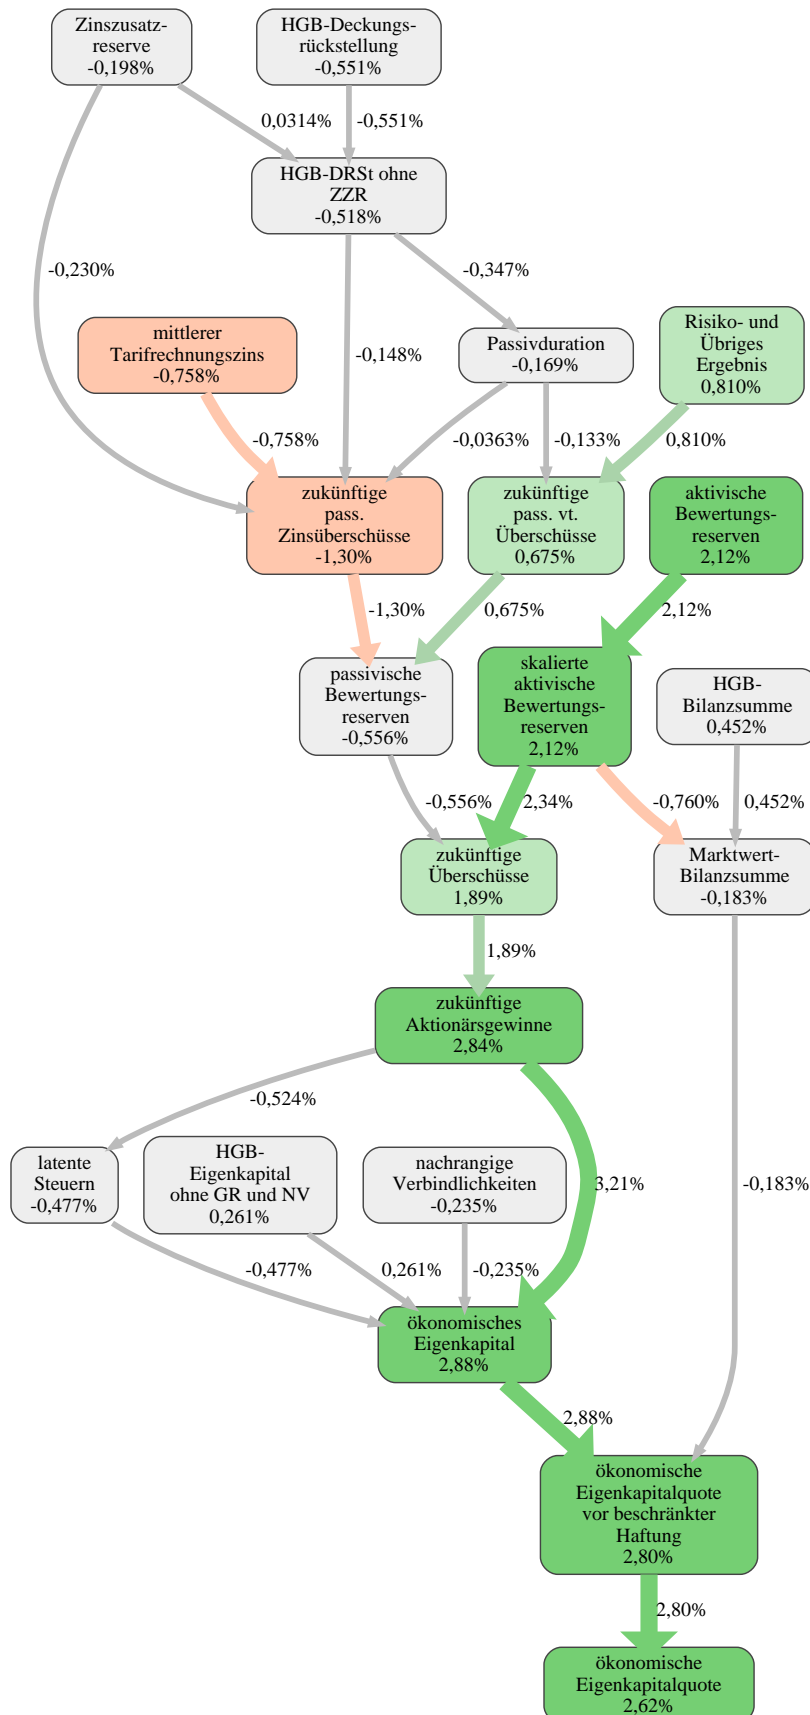 Zinszusatz-
reserve
-0,198%
HGB-Deckungs-
rückstellung
-0,551%
0,0314%
-0,551%
HGB-DRSt ohne
ZZR
-0,518%
-0,230%
-0,347%
mittlerer
Tarifrechnungszins
-0,758%
-0,148%
Passivduration
-0,169%
Risiko- und
Übriges
Ergebnis
0,810%
-0,758%
-0,0363%
-0,133%
0,810%
zukünftige
pass.
Zinsüberschüsse
-1,30%
zukünftige
pass. vt.
Überschüsse
0,675%
aktivische
Bewertungs-
reserven
2,12%
-1,30%
0,675%
2,12%
passivische
Bewertungs-
reserven
-0,556%
skalierte
aktivische
Bewertungs-
reserven
2,12%
HGB-
Bilanzsumme
0,452%
-0,556%
2,34%
-0,760%
0,452%
zukünftige
Überschüsse
1,89%
Marktwert-
Bilanzsumme
-0,183%
1,89%
zukünftige
Aktionärsgewinne
2,84%
-0,524%
latente
Steuern
-0,477%
HGB-
Eigenkapital
ohne GR und NV
0,261%
nachrangige
Verbindlichkeiten
-0,235%
3,21%
-0,183%
-0,477%
0,261%
-0,235%
ökonomisches
Eigenkapital
2,88%
2,88%
ökonomische
Eigenkapitalquote
vor beschränkter
Haftung
2,80%
2,80%
ökonomische
Eigenkapitalquote
2,62%